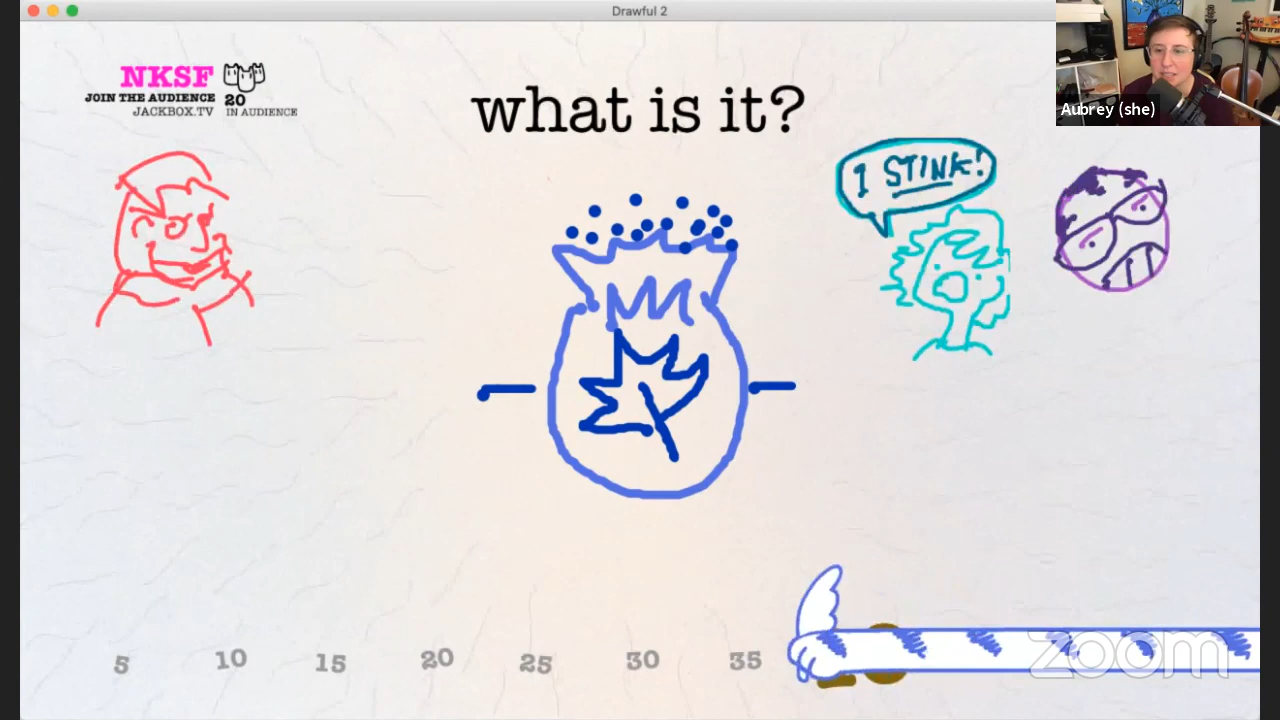 Drawful 2
NKSF
JOIN THE AUDIENCE
JACKBOX.TV
20
IN AUDIENCE
what is it?
I STINK!
Aubrey (she)
5 10 15 20 25 30 35
zoom